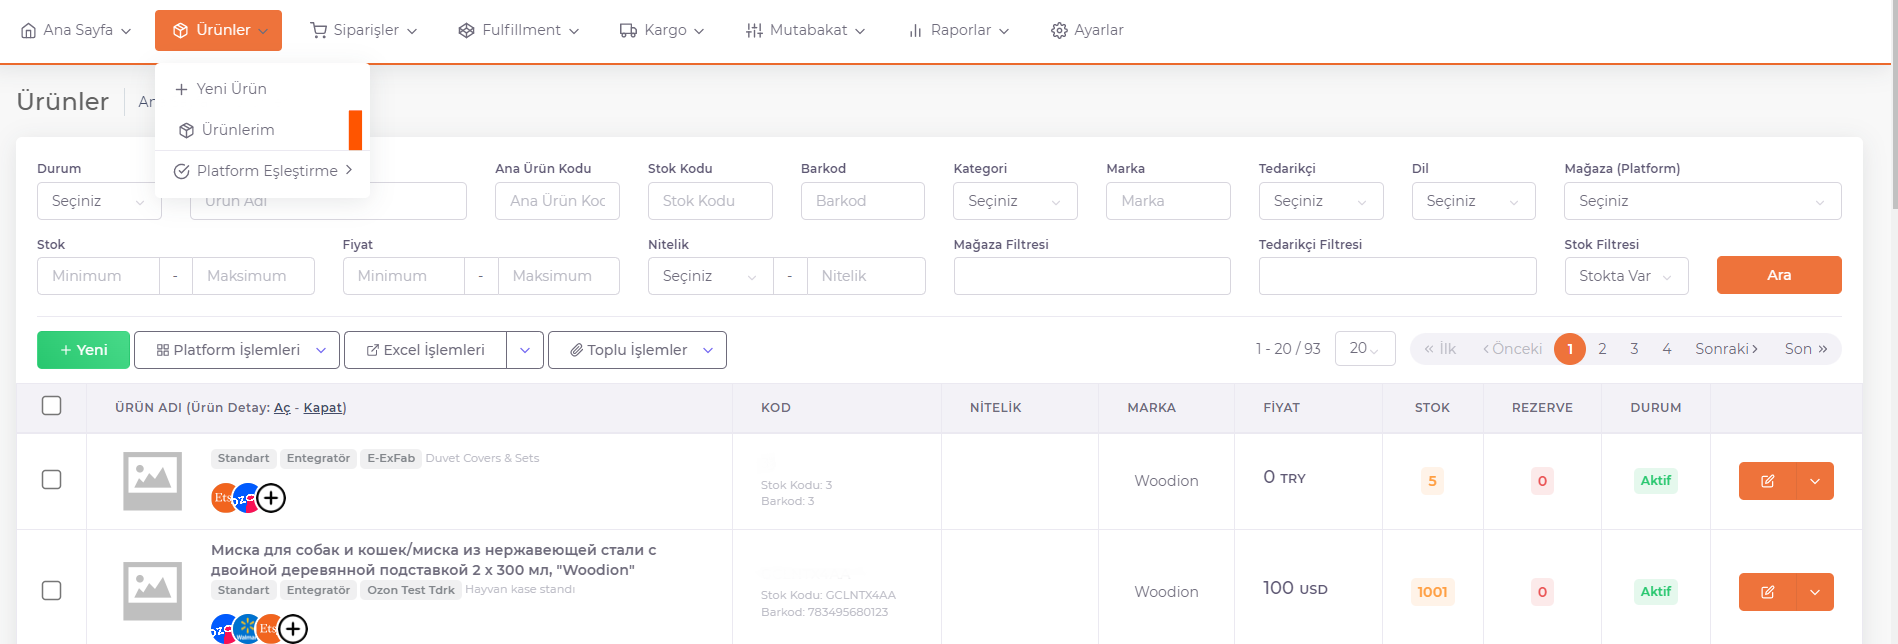 Ana Sayfa
Ürünler
Siparişler
Fulfillment
Kargo
Mutabakat
Raporlar
Ayarlar
Yeni Ürün
Ürünlerim
Platform Eşleştirme
Ürünler
Durum
Ana Ürün Kodu
Stok Kodu
Barkod
Kategori
Marka
Tedarikçi
Dil
Mağaza (Platform)
Seçiniz
Ürün Adı
Ana Ürün Koc
Stok Kodu
Barkod
Seçiniz
Marka
Seçiniz
Seçiniz
Seçiniz
Stok
Fiyat
Nitelik
Mağaza Filtresi
Tedarikçi Filtresi
Stok Filtresi
Minimum - Maksimum
Minimum - Maksimum
Seçiniz - Nitelik
Stokta Var
Ara
+ Yeni
Platform İşlemleri
Excel İşlemleri
Toplu İşlemler
1 - 20 / 93
20
« İlk
‹ Önceki
1
2
3
4
Sonraki ›
Son »
ÜRÜN ADI (Ürün Detay: Aç - Kapat)
KOD
NİTELİK
MARKA
FİYAT
STOK
REZERVE
DURUM
Standart Entegratör E-ExFab Duvet Covers & Sets
Ets
Stok Kodu: 3
Barkod: 3
Woodion
0 TRY
5
0
Aktif
Миска для собак и кошек/миска из нержавеющей стали с
двойной деревянной подставкой 2 x 300 мл, "Woodion"
Standart Entegratör Ozon Test Tdrk Hayvan kase standı
Walmar
Ets
Stok Kodu: GCLNTX4AA
Barkod: 783495680123
Woodion
100 USD
1001
0
Aktif